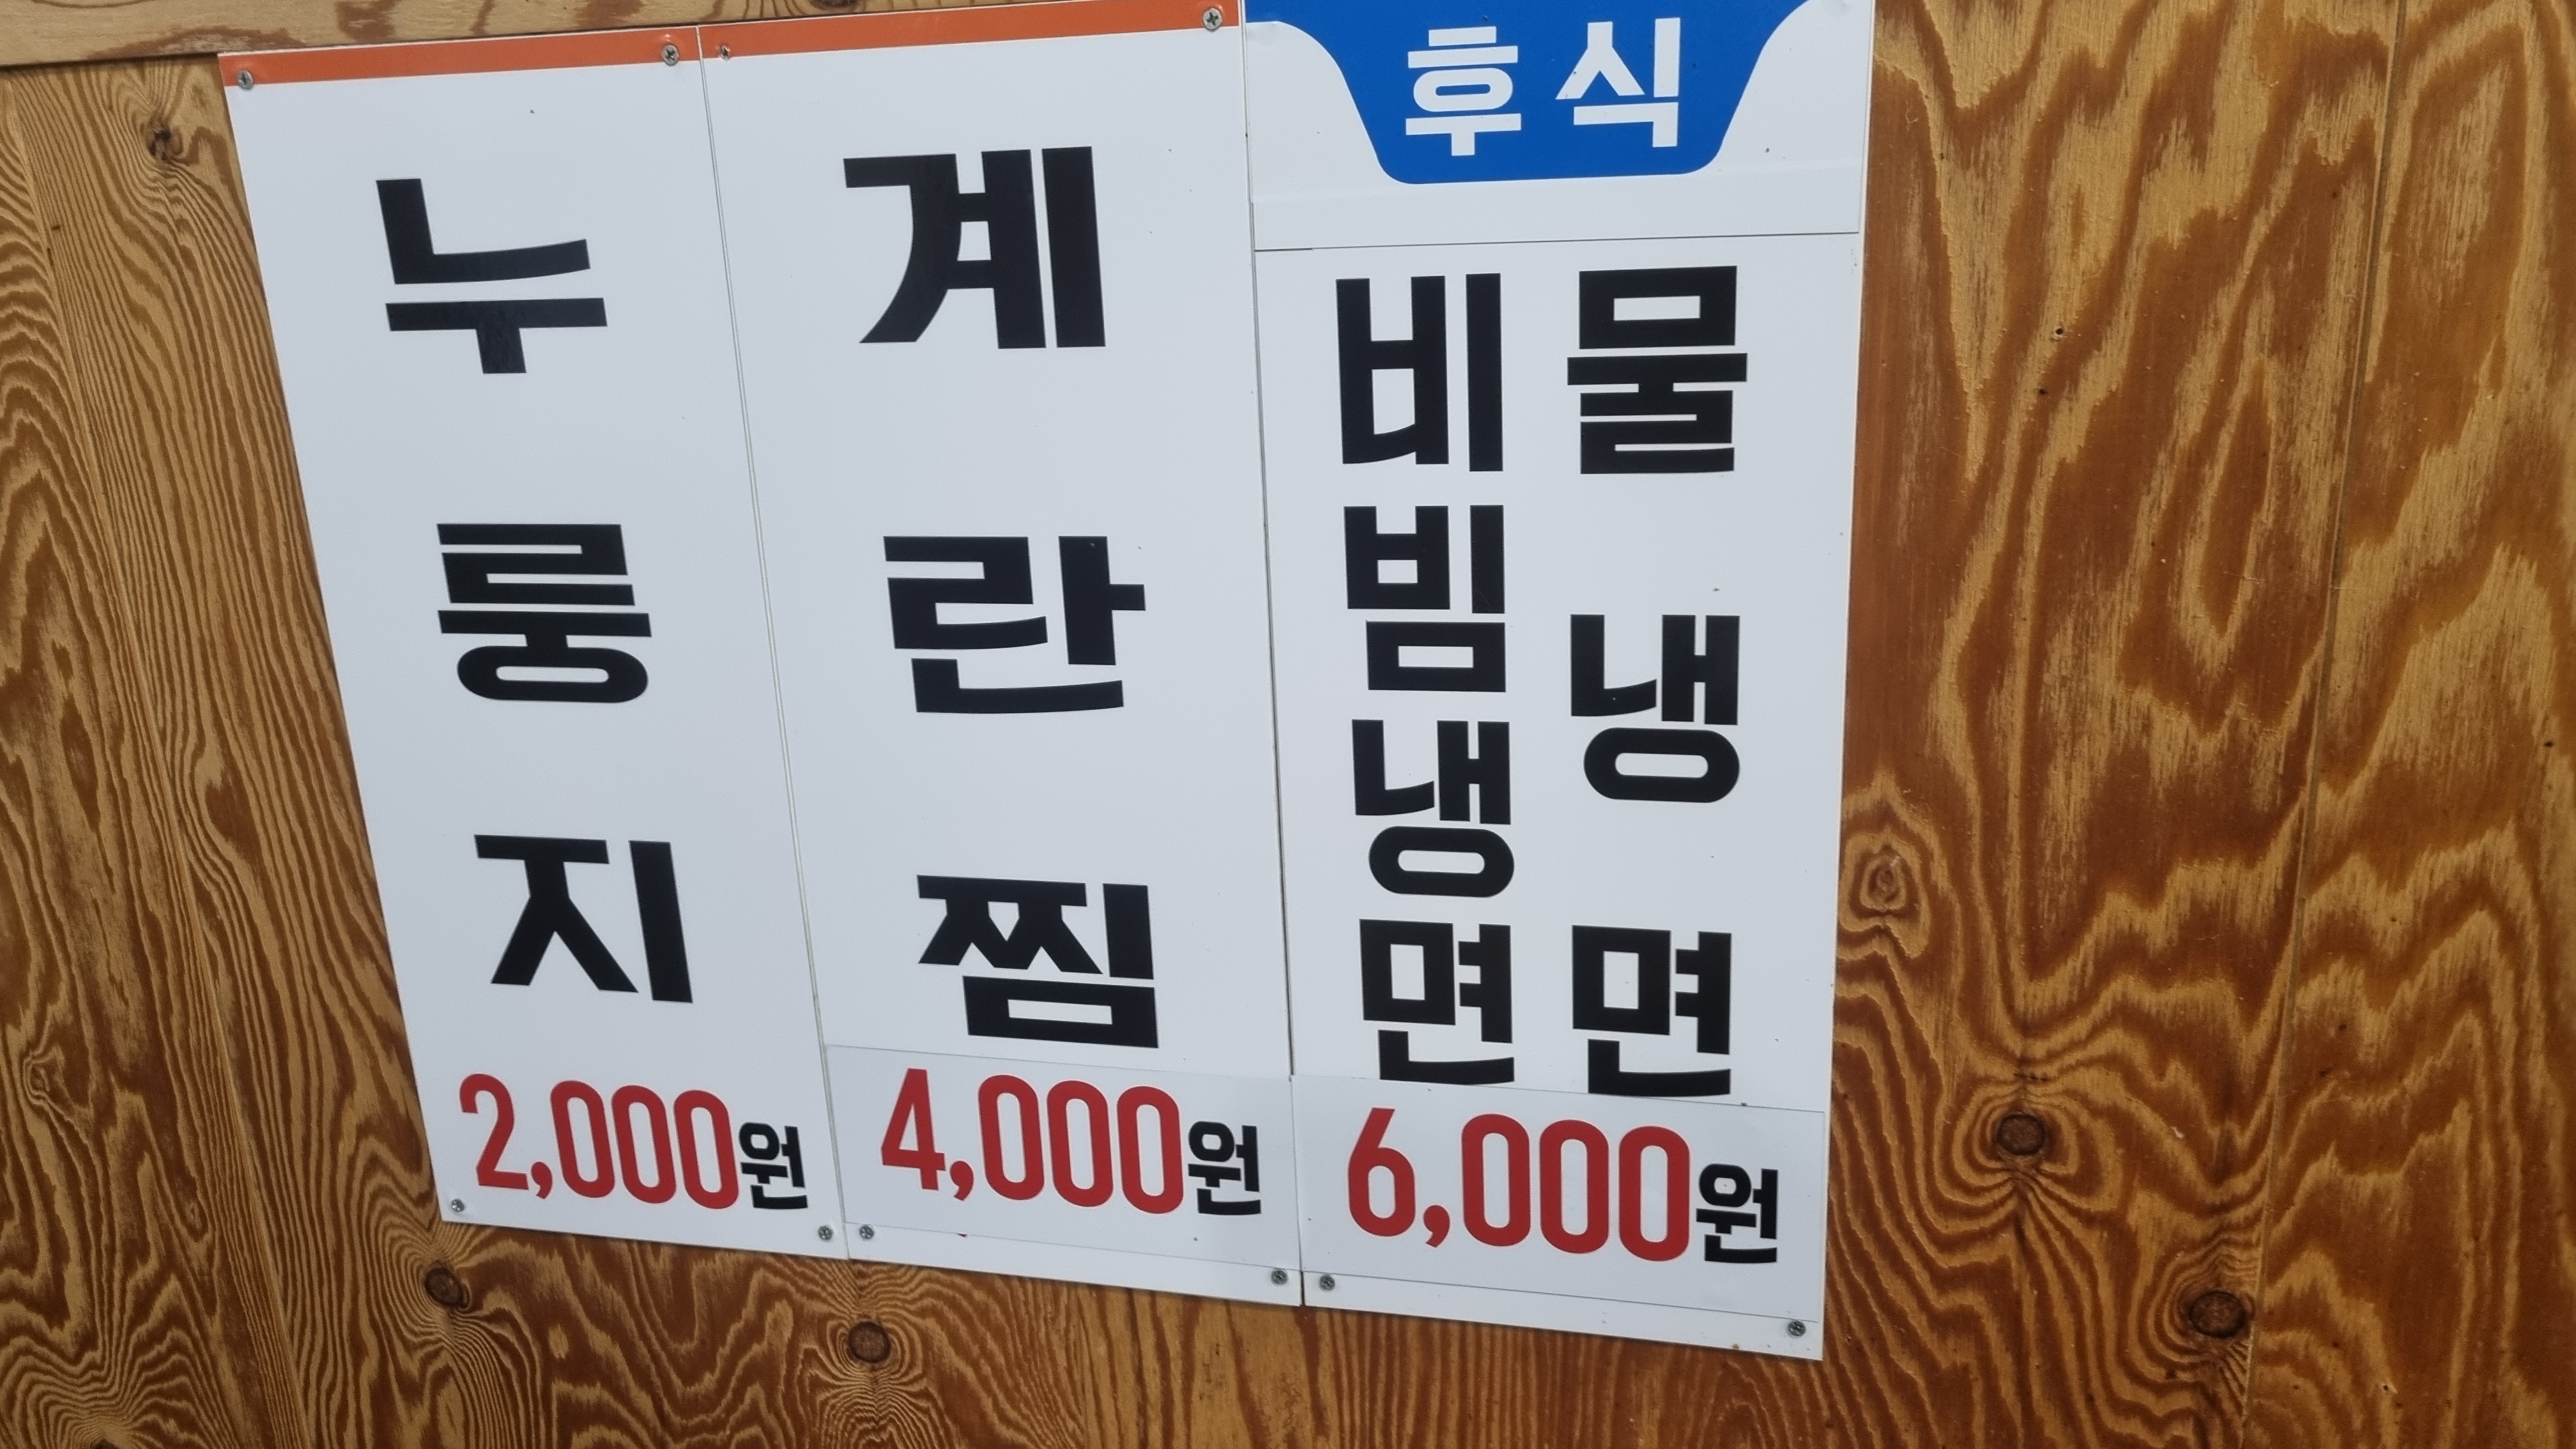 누룽지
2,000원
계란찜
4,000원
후식
물냉면
비빔냉면
6,000원